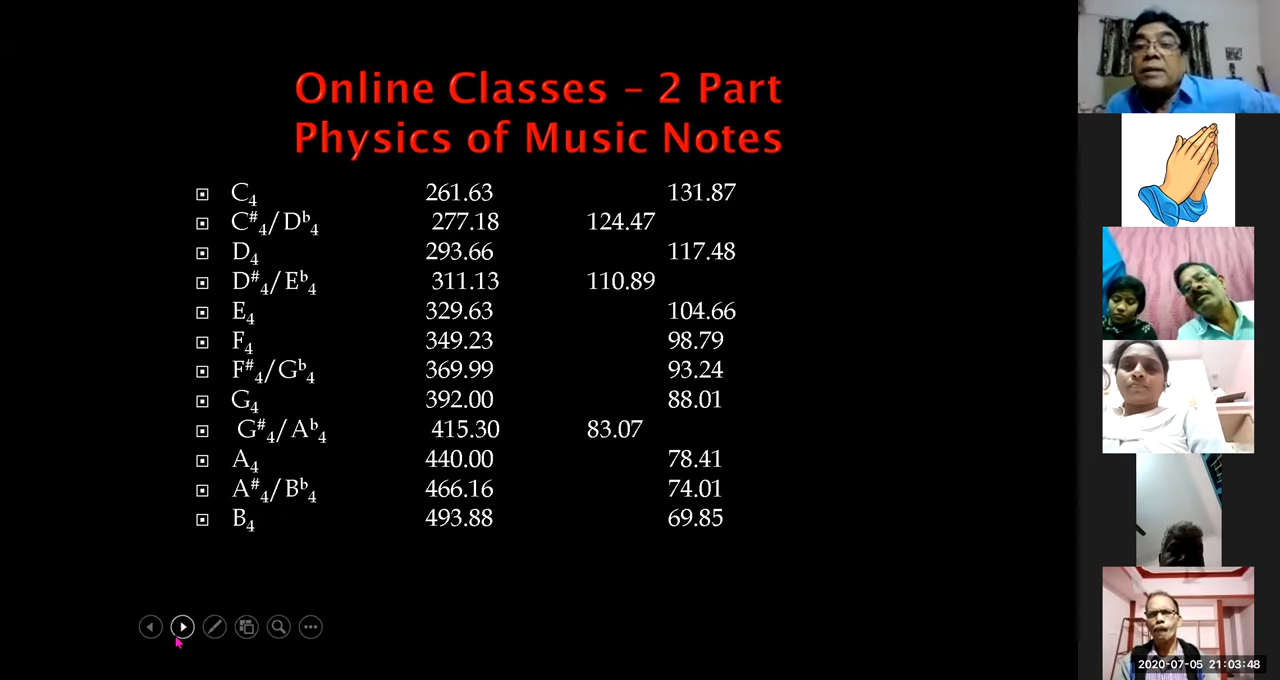 Online Classes – 2 Part
Physics of Music Notes
C4 261.63 131.87
C#4/Db4 277.18 124.47
D4 293.66 117.48
D#4/Eb4 311.13 110.89
E4 329.63 104.66
F4 349.23 98.79
F#4/Gb4 369.99 93.24
G4 392.00 88.01
G#4/Ab4 415.30 83.07
A4 440.00 78.41
A#4/Bb4 466.16 74.01
B4 493.88 69.85
2020-07-05 21:03:48